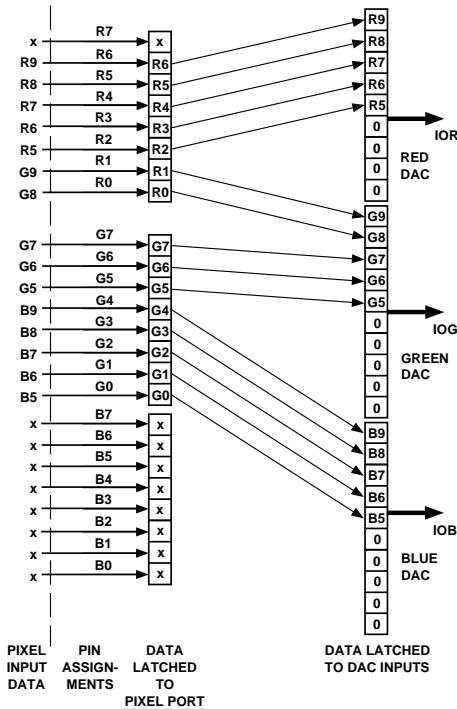 x R7 x
R9 R6 R6
R8 R5 R5
R7 R4 R4
R6 R3 R3
R5 R2 R2
G9 R1 R1
G8 R0 R0
G7 G7 G7
G6 G6 G6
G5 G5 G5
B9 G4 G4
B8 G3 G3
B7 G2 G2
B6 G1 G1
B5 G0 G0
x B7 x
x B6 x
x B5 x
x B4 x
x B3 x
x B2 x
x B1 x
x B0 x
R9
R8
R7
R6
R5
0
0
0
0
IOR
RED
DAC
G9
G8
G7
G6
G5
0
0
0
0
0
IOG
GREEN
DAC
B9
B8
B7
B6
B5
0
0
0
0
0
IOB
BLUE
DAC
PIXEL
INPUT
DATA
PIN
ASSIGN-
MENTS
DATA
LATCHED
TO
PIXEL PORT
DATA LATCHED
TO DAC INPUTS